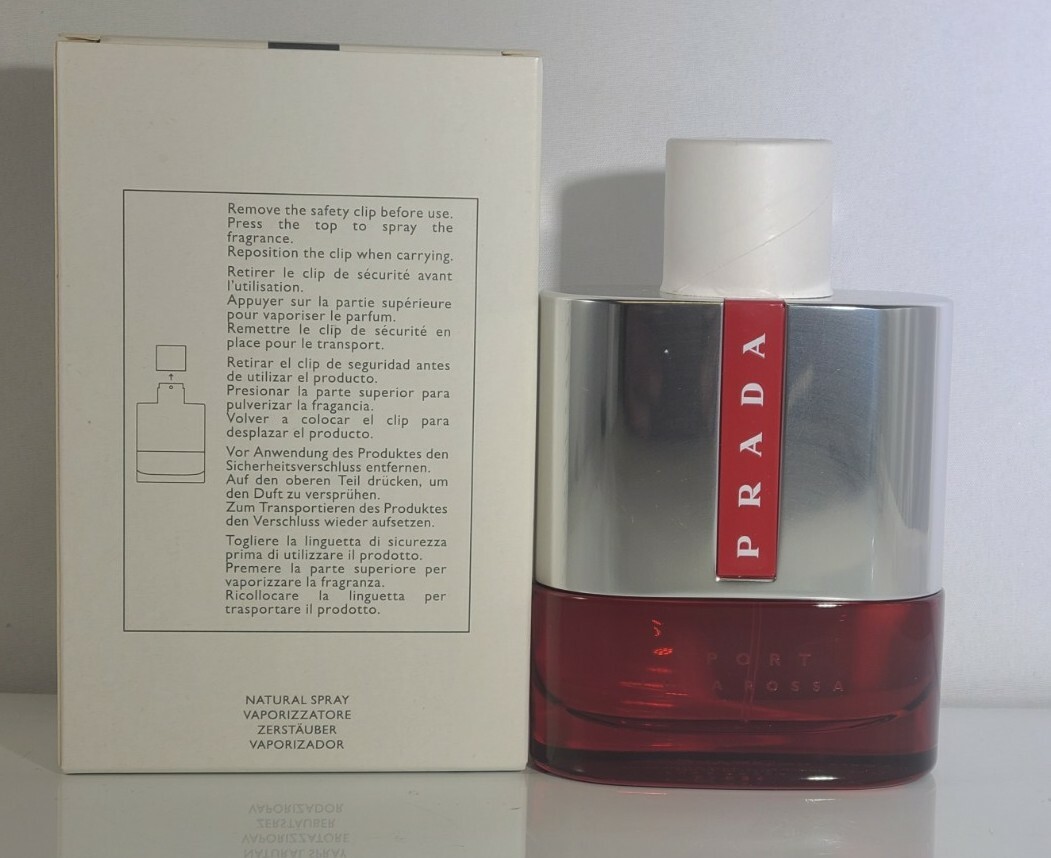 Remove the safety clip before use.
Press the top to spray the
fragrance.
Reposition the clip when carrying.
Retirer le clip de sécurité avant
l'utilisation.
Appuyer sur la partie supérieure
pour vaporiser le parfum.
Remettre le clip de sécurité en
place pour le transport.
Retirar el clip de seguridad antes
de utilizar el producto.
Presionar la parte superior para
pulverizar la fragancia.
Volver a colocar el clip para
desplazar el producto.
Vor Anwendung des Produktes den
Sicherheitsverschluss entfernen.
Auf den oberen Teil drücken, um
den Duft zu versprühen.
Zum Transportieren des Produktes
den Verschluss wieder aufsetzen.
Togliere la linguetta di sicurezza
prima di utilizzare il prodotto.
Premere la parte superiore per
vaporizzare la fragranza.
Ricollocare la linguetta per
trasportare il prodotto.
NATURAL SPRAY
VAPORIZZATORE
ZERSTÄUBER
VAPORIZADOR
PRADA
PORT
A ROSSA